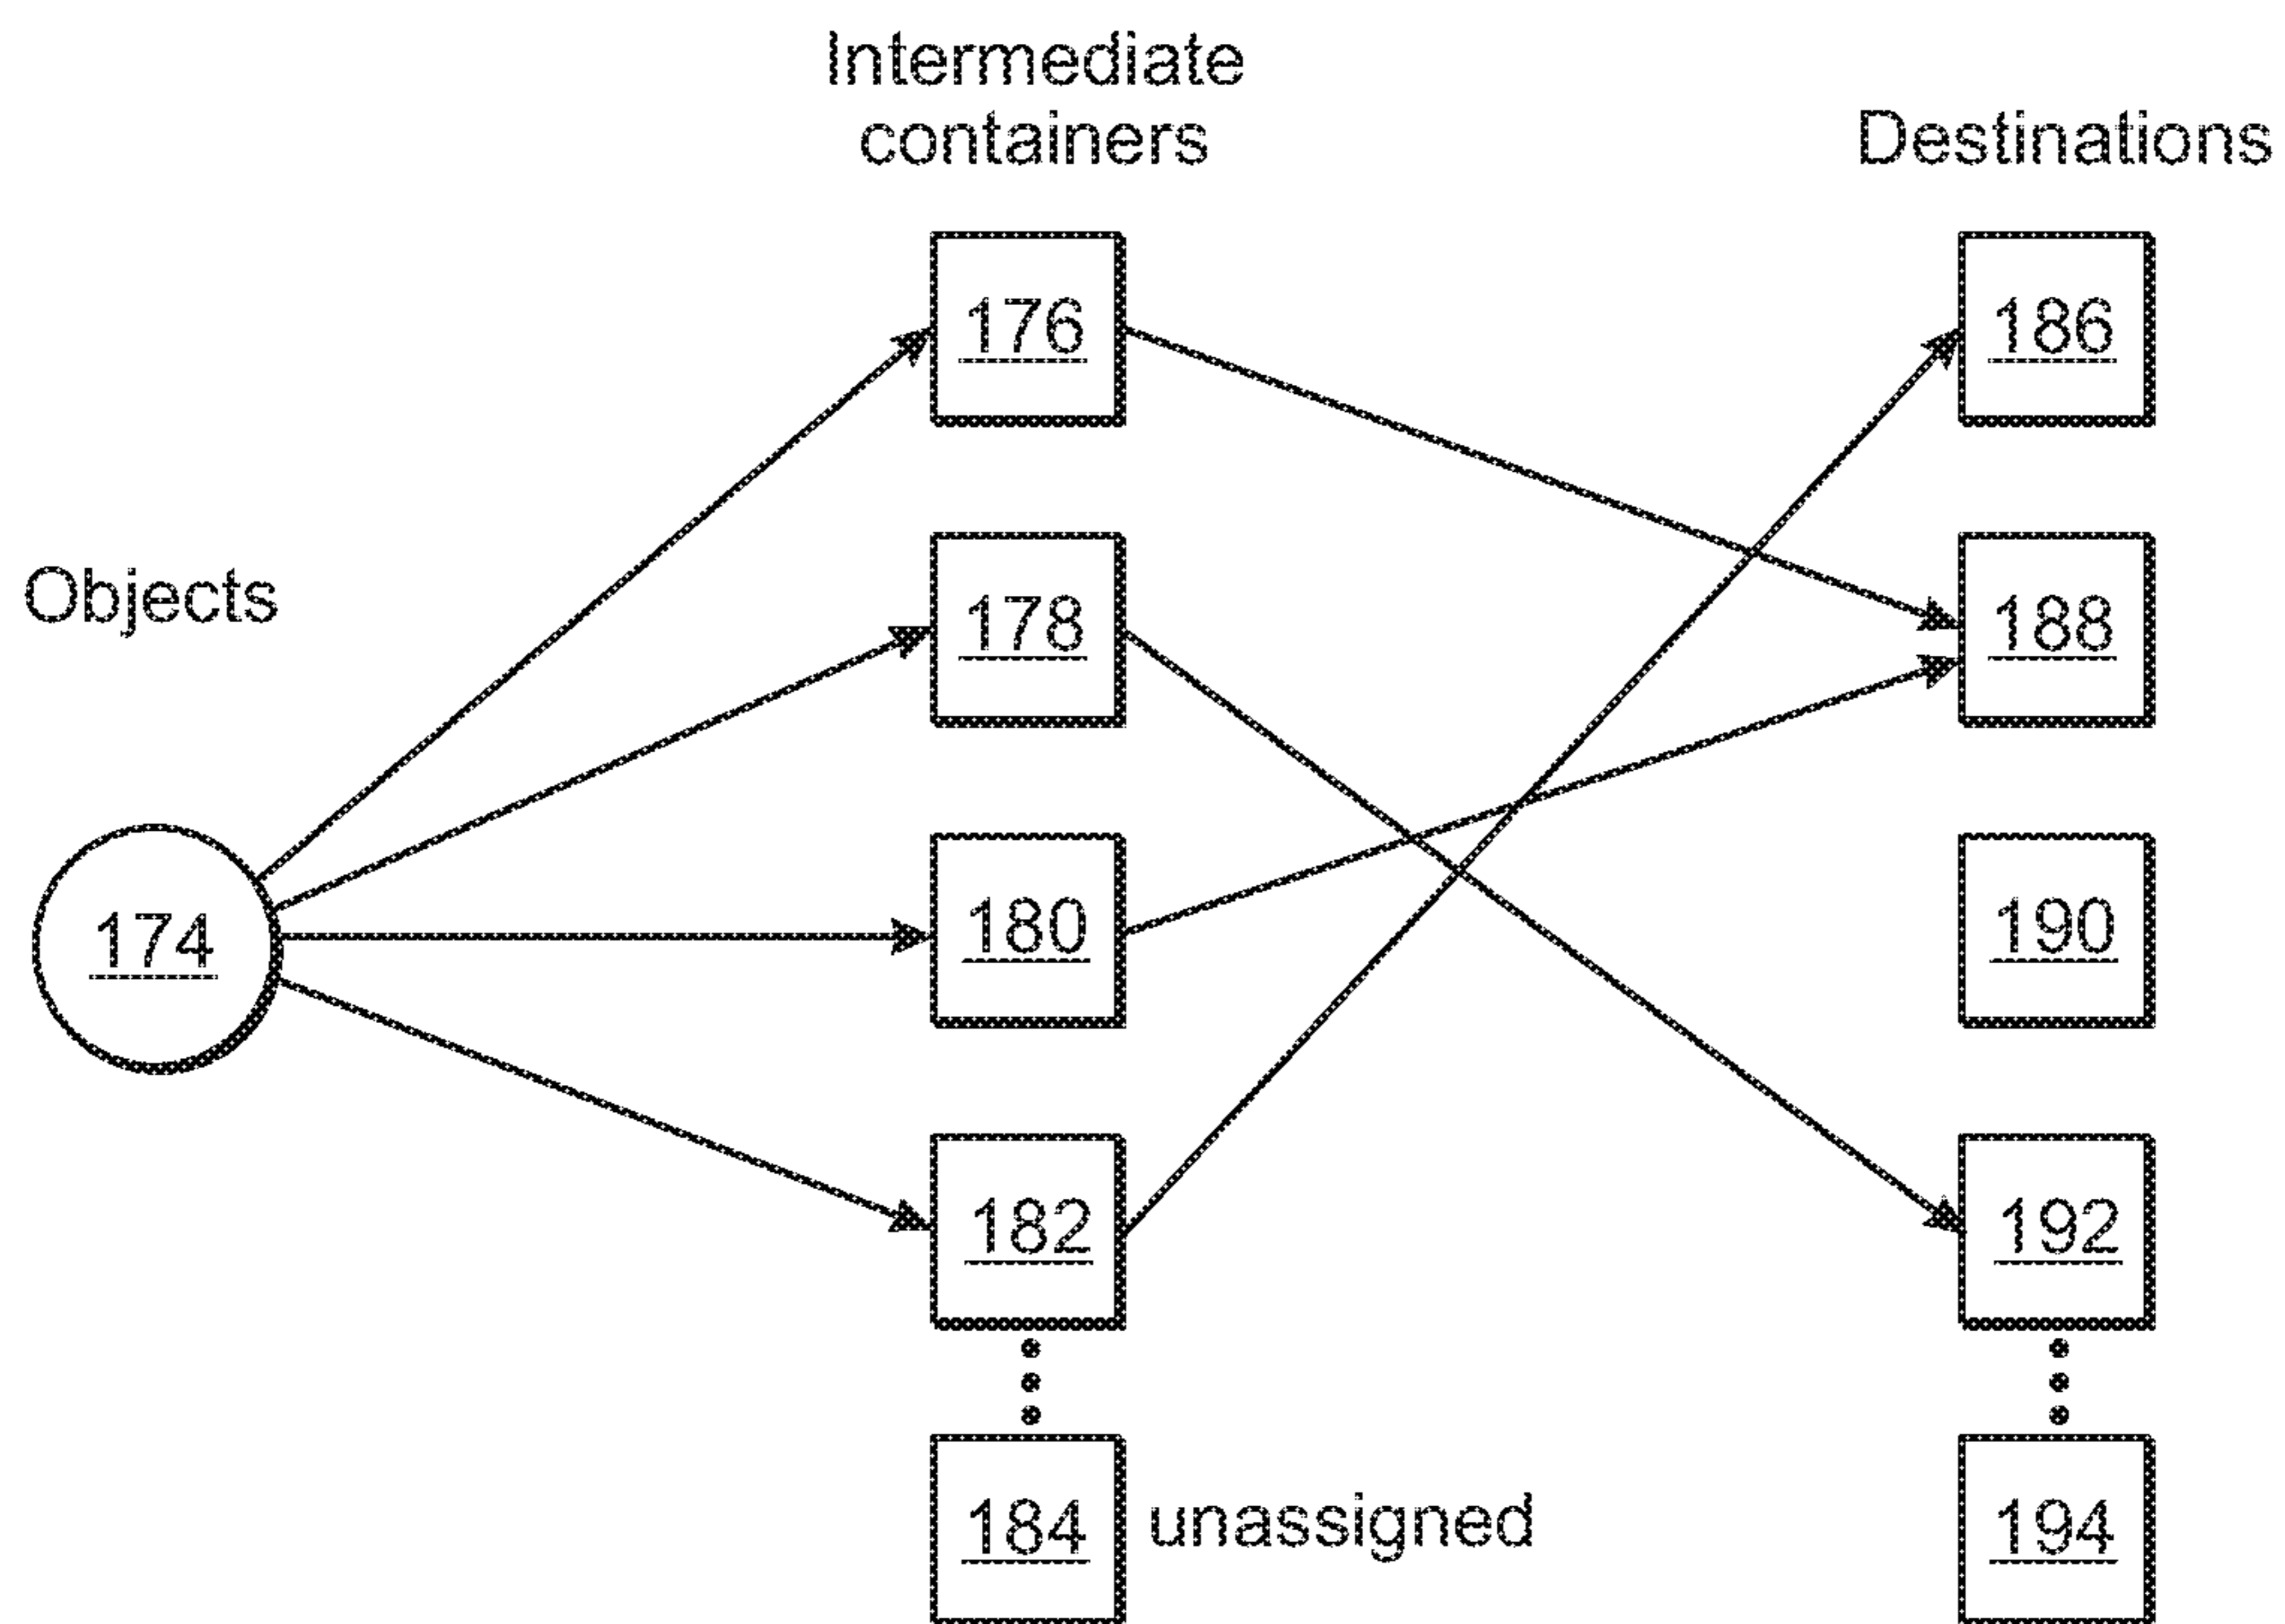 Intermediate
containers
Destinations
176
186
Objects
178
188
174
180
190
182
192
184
unassigned
194